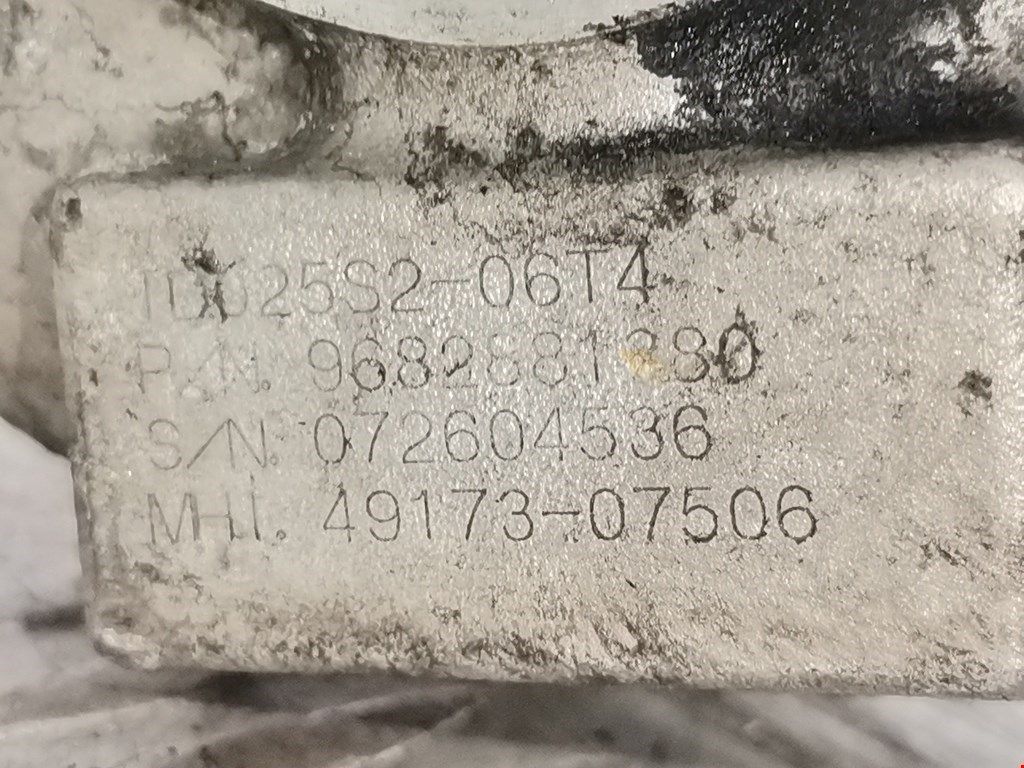 TD025S2-06T4
P/N. 9682881380
S/N. 072604536
MHI. 49173-07506